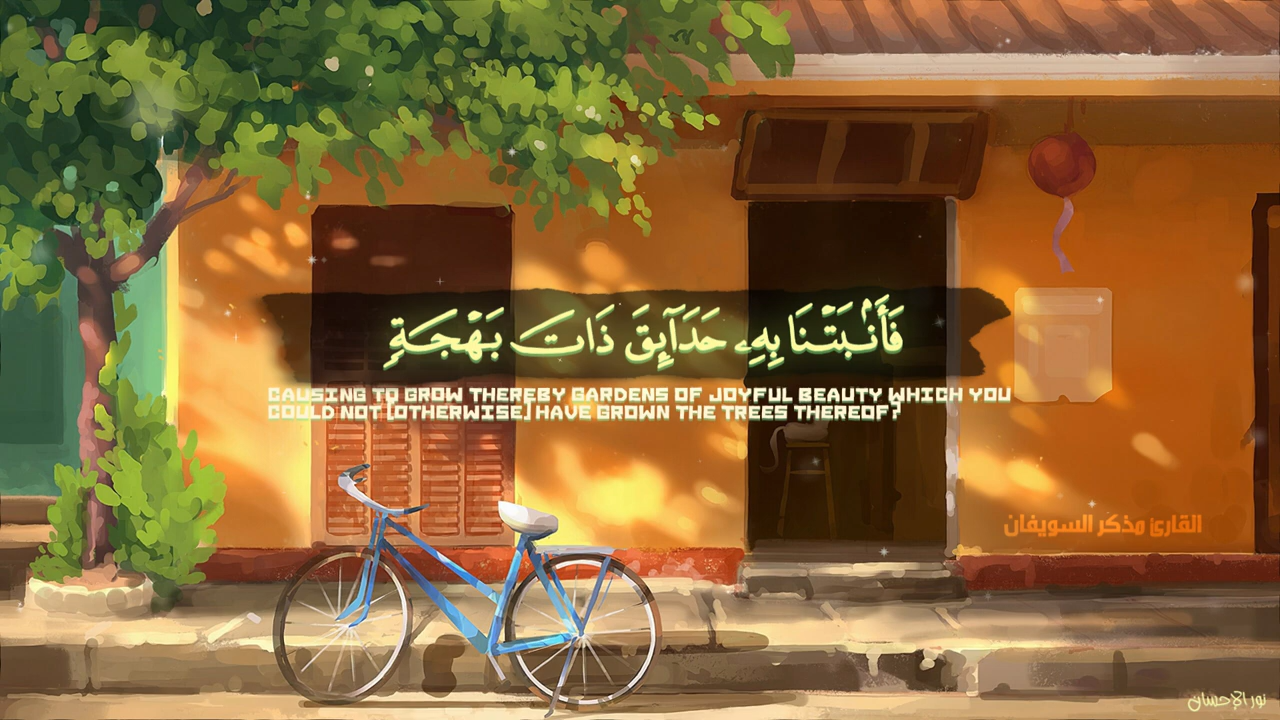 فَأَنۢبَتْنَا بِهِۦ حَدَآئِقَ ذَاتَ بَهْجَةٍ
CAUSING TO GROW THEREBY GARDENS OF JOYFUL BEAUTY WHICH YOU
COULD NOT [OTHERWISE] HAVE GROWN THE TREES THEREOF?
القارئ مذكر السويفان
نور الإحسان